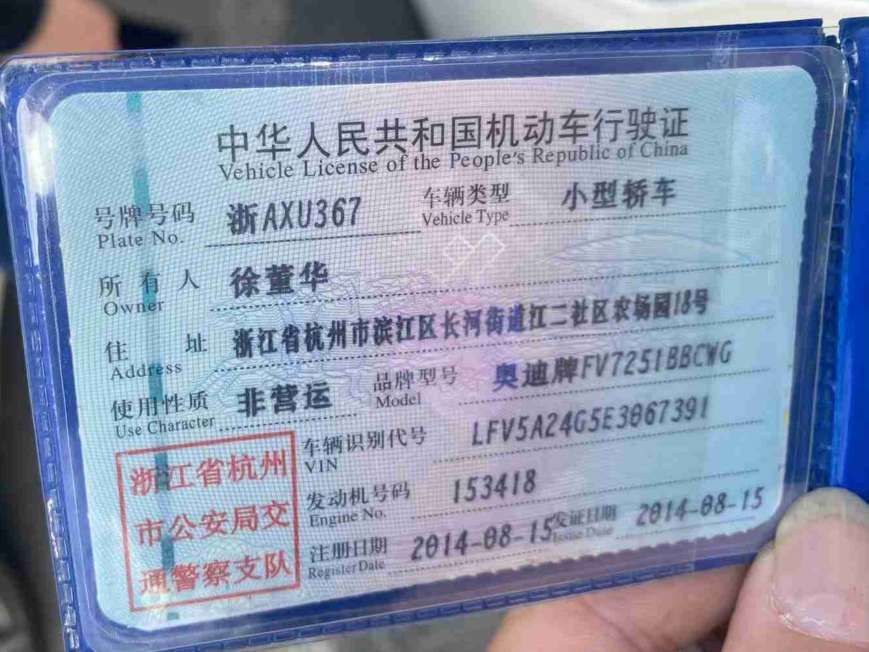 中华人民共和国机动车行驶证
Vehicle License of the People's Republic of China
号牌号码 浙AXU367 车辆类型 小型轿车
Plate No. Vehicle Type
所有人 徐董华
Owner
住址 浙江省杭州市滨江区长河街道江二社区农场园18号
Address
使用性质 非营运 品牌型号 奥迪牌FV7251BBCWG
Use Character Model
浙江省杭州
市公安局交
通警察支队
车辆识别代号 LFV5A24G5E3067391
VIN
发动机号码 153418
Engine No.
注册日期 2014-08-15 发证日期 2014-08-15
Register Date Issue Date